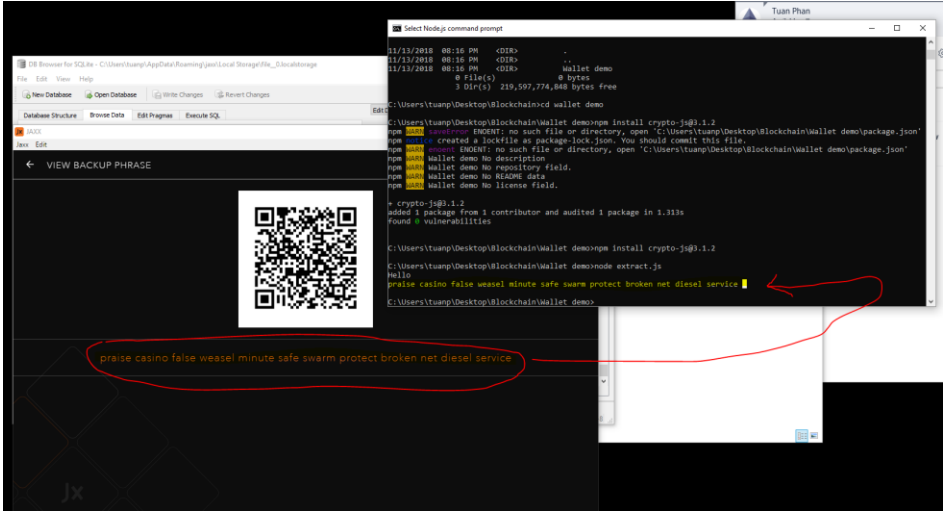 Tuan Phan
Select Node.js command prompt
11/13/2018 08:16 PM <DIR> .
11/13/2018 08:16 PM <DIR> ..
11/13/2018 08:16 PM <DIR> Wallet demo
0 File(s) 0 bytes
3 Dir(s) 219,597,774,848 bytes free
C:\Users\tuanp\Desktop\Blockchain>cd wallet demo
C:\Users\tuanp\Desktop\Blockchain\Wallet demo>npm install crypto-js@3.1.2
npm WARN saveError ENOENT: no such file or directory, open 'C:\Users\tuanp\Desktop\Blockchain\Wallet demo\package.json'
npm notice created a lockfile as package-lock.json. You should commit this file.
npm WARN enoent ENOENT: no such file or directory, open 'C:\Users\tuanp\Desktop\Blockchain\Wallet demo\package.json'
npm WARN Wallet demo No description
npm WARN Wallet demo No repository field.
npm WARN Wallet demo No README data
npm WARN Wallet demo No license field.
+ crypto-js@3.1.2
added 1 package from 1 contributor and audited 1 package in 1.313s
found 0 vulnerabilities
C:\Users\tuanp\Desktop\Blockchain\Wallet demo>npm install crypto-js@3.1.2
C:\Users\tuanp\Desktop\Blockchain\Wallet demo>node extract.js
Hello
praise casino false weasel minute safe swarm protect broken net diesel service
C:\Users\tuanp\Desktop\Blockchain\Wallet demo>
DB Browser for SQLite - C:\Users\tuanp\AppData\Roaming\jaxx\Local Storage\file__0.localstorage
File Edit View Help
New Database Open Database Write Changes Revert Changes
Database Structure Browse Data Edit Pragmas Execute SQL
JAXX
Jaxx Edit
VIEW BACKUP PHRASE
praise casino false weasel minute safe swarm protect broken net diesel service
Jx